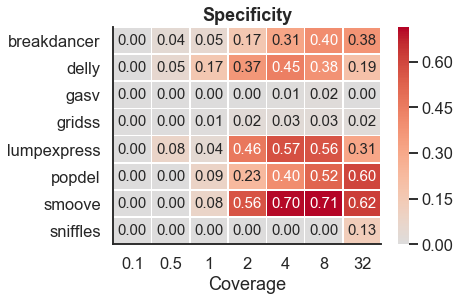 Specificity
breakdancer 0.00 0.04 0.05 0.17 0.31 0.40 0.38
delly 0.00 0.05 0.17 0.37 0.45 0.38 0.19
gasv 0.00 0.00 0.00 0.00 0.01 0.02 0.00
gridss 0.00 0.00 0.01 0.02 0.03 0.03 0.02
lumpexpress 0.00 0.08 0.04 0.46 0.57 0.56 0.31
popdel 0.00 0.00 0.09 0.23 0.40 0.52 0.60
smoove 0.00 0.00 0.08 0.56 0.70 0.71 0.62
sniffles 0.00 0.00 0.00 0.00 0.00 0.00 0.13
0.1 0.5 1 2 4 8 32
Coverage
0.60
0.45
0.30
0.15
0.00